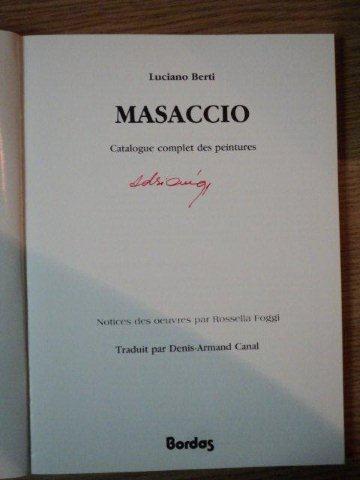 Luciano Berti
MASACCIO
Catalogue complet des peintures
Notices des oeuvres par Rossella Foggi
Traduit par Denis-Armand Canal
Bordas